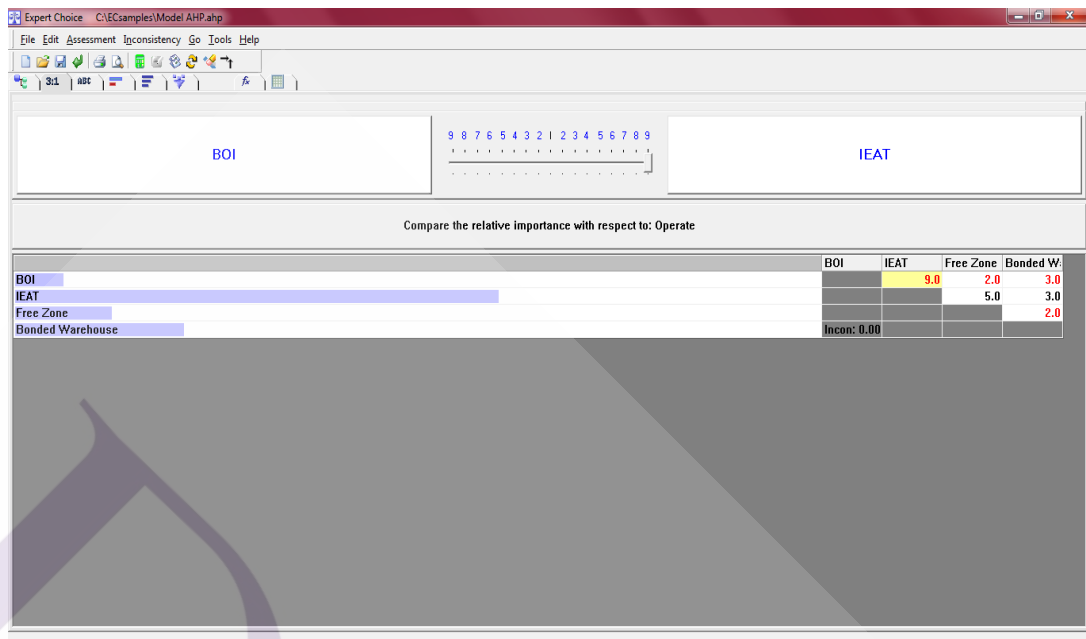 Expert Choice C:\ECsamples\Model AHP.ahp
File Edit Assessment Inconsistency Go Tools Help
3:1 ABC fx
9 8 7 6 5 4 3 2 1 2 3 4 5 6 7 8 9
BOI IEAT
Compare the relative importance with respect to: Operate
BOI IEAT Free Zone Bonded W
BOI 9.0 2.0 3.0
IEAT 5.0 3.0
Free Zone 2.0
Bonded Warehouse Incon: 0.00